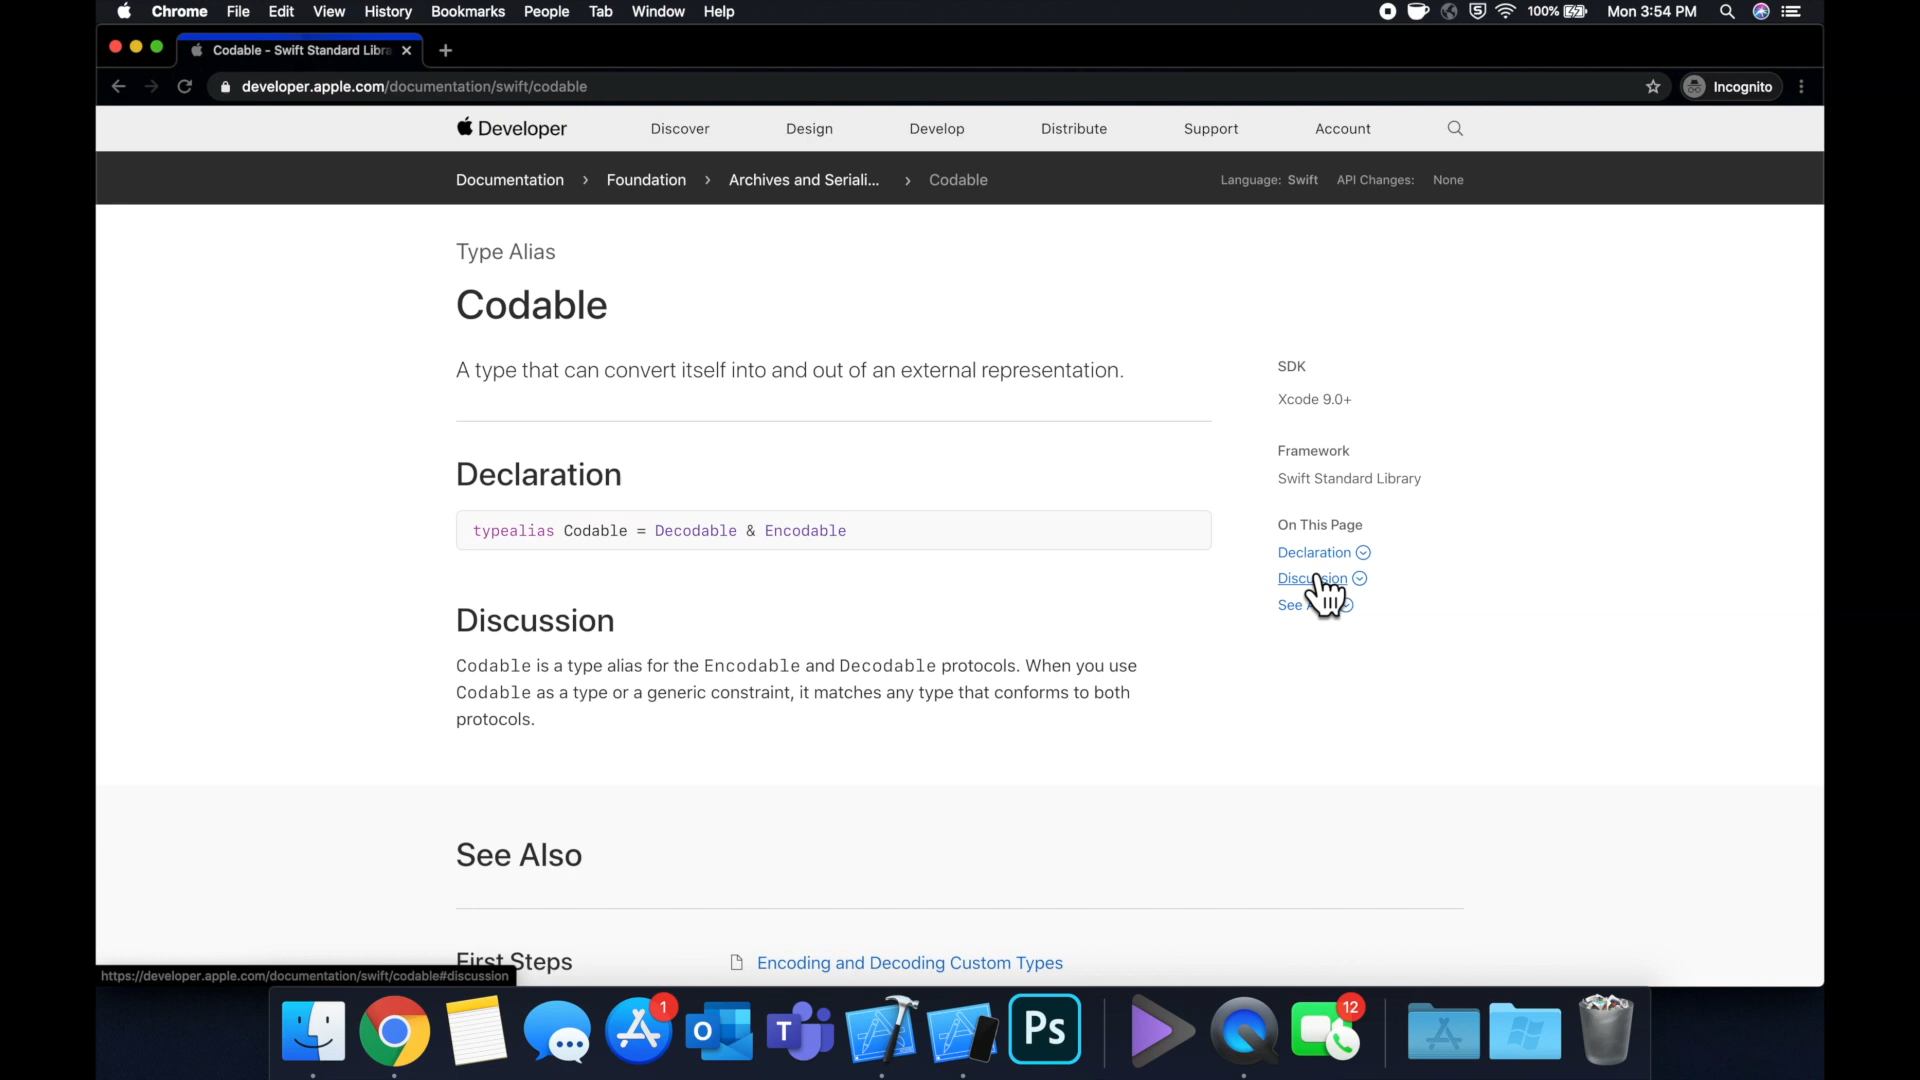 Chrome File Edit View History Bookmarks People Tab Window Help 100% Mon 3:54 PM
Codable - Swift Standard Libra
developer.apple.com/documentation/swift/codable Incognito
Developer Discover Design Develop Distribute Support Account
Documentation > Foundation > Archives and Seriali... > Codable Language: Swift API Changes: None
Type Alias
Codable
A type that can convert itself into and out of an external representation.
SDK
Xcode 9.0+
Framework
Swift Standard Library
On This Page
Declaration
Discussion
See
Declaration
typealias Codable = Decodable & Encodable
Discussion
Codable is a type alias for the Encodable and Decodable protocols. When you use
Codable as a type or a generic constraint, it matches any type that conforms to both
protocols.
See Also
First Steps Encoding and Decoding Custom Types
https://developer.apple.com/documentation/swift/codable#discussion
1 12
O T Ps